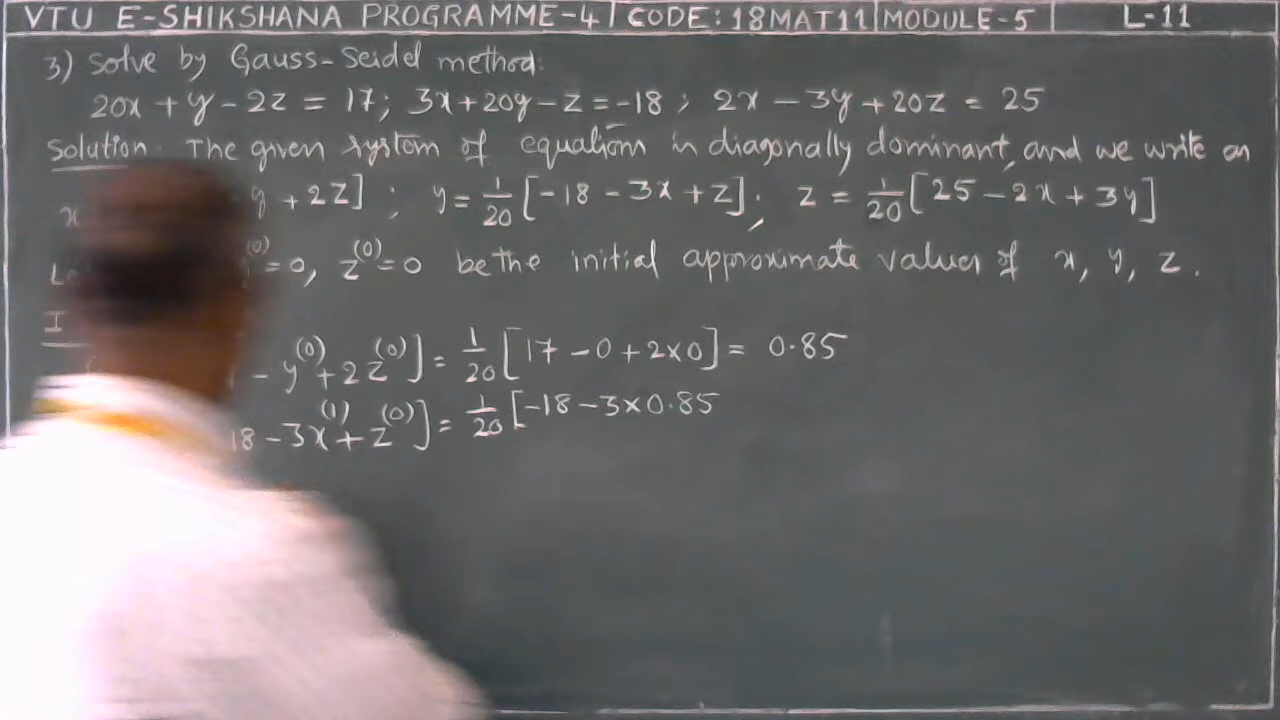 VTU E-SHIKSHANA PROGRAMME-4 | CODE: 18MAT11 | MODULE-5 | L-11
3) Solve by Gauss-Seidel method.
20x + y - 2z = 17; 3x + 20y - z = -18; 2x - 3y + 20z = 25
Solution: The given system of equations is diagonally dominant, and we write as
x y + 2z] ; y = 1/20 [-18 - 3x + z]; z = 1/20 [25 - 2x + 3y]
⁽⁰⁾ = 0, z⁽⁰⁾ = 0 be the initial approximate values of x, y, z.
I
- y⁽⁰⁾ + 2z⁽⁰⁾] = 1/20 [17 - 0 + 2×0] = 0.85
18 - 3x⁽¹⁾ + z⁽⁰⁾] = 1/20 [-18 - 3×0.85